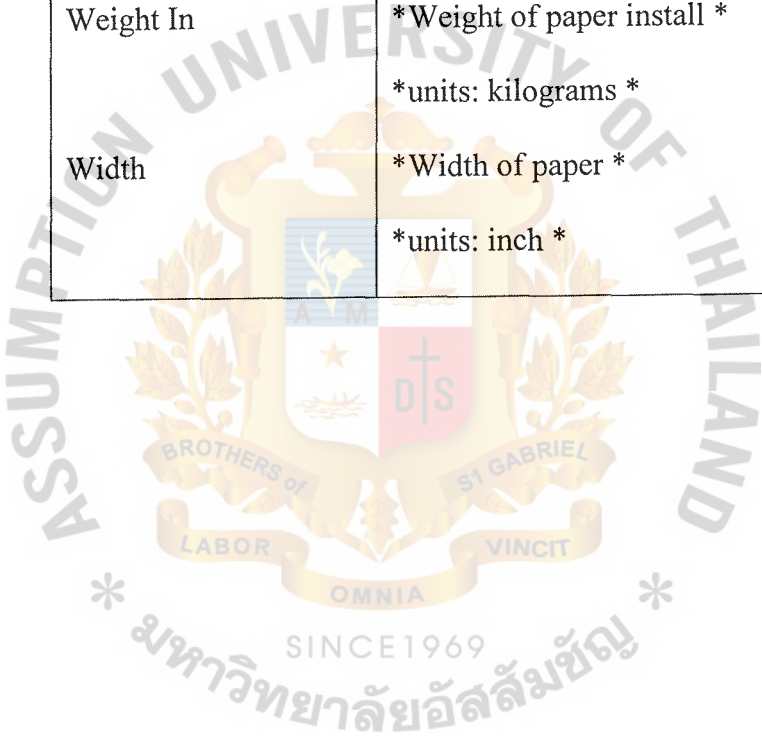 Weight In *Weight of paper install *
*units: kilograms *
Width *Width of paper *
*units: inch *
ASSUMPTION UNIVERSITY OF THAILAND
A M
D S
BROTHERS of ST GABRIEL
LABOR OMNIA VINCIT
SINCE1969
* มหาวิทยาลัยอัสสัมชัญ *